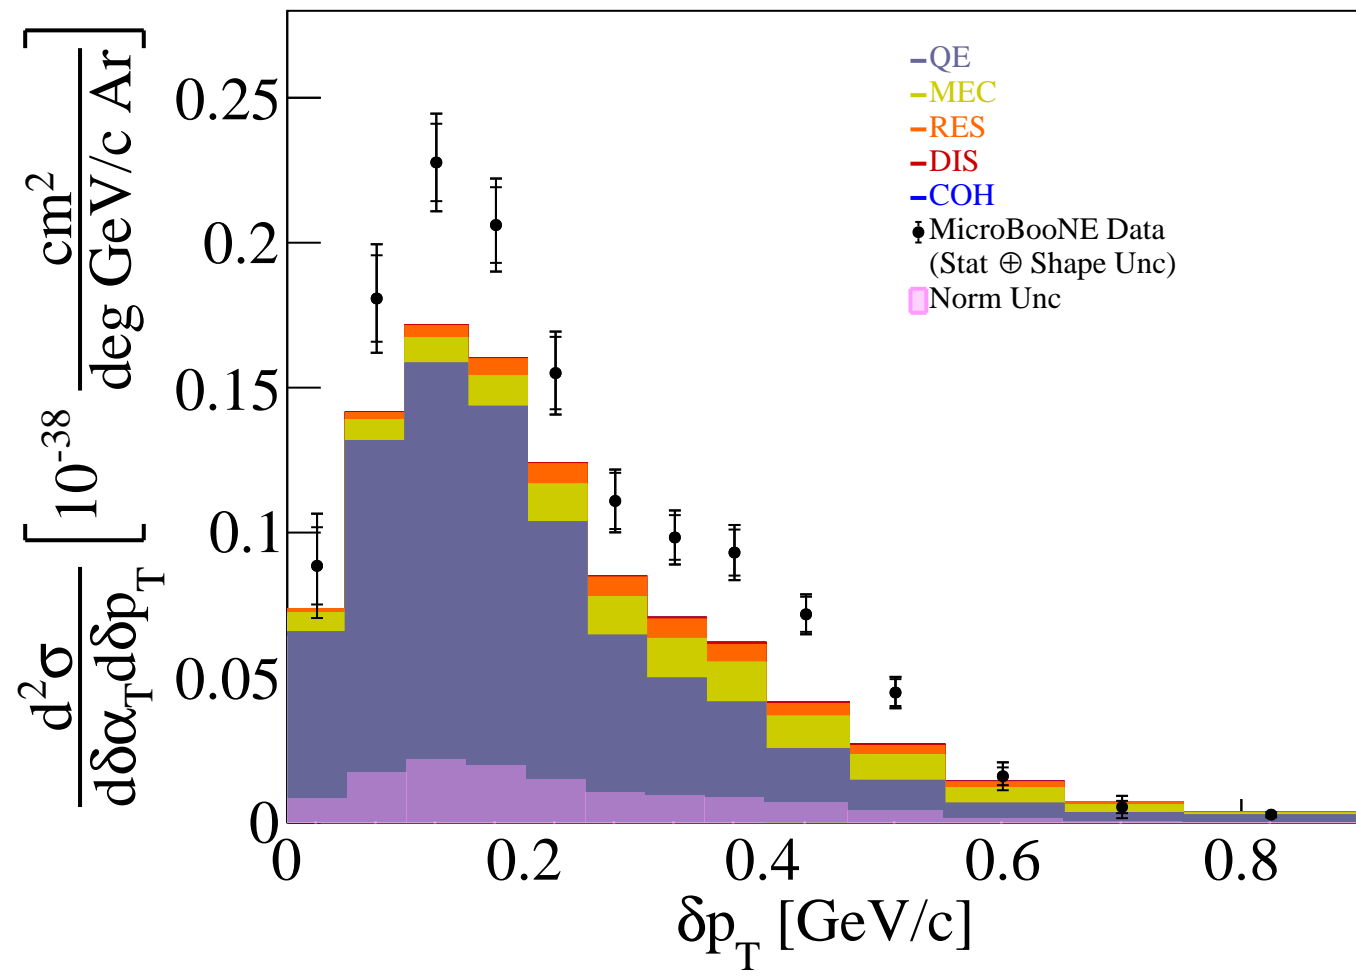 d²σ / dδα_T dδp_T [10⁻³⁸ cm² / deg GeV/c Ar]
0.25
0.2
0.15
0.1
0.05
0
QE
MEC
RES
DIS
COH
MicroBooNE Data
(Stat ⊕ Shape Unc)
Norm Unc
0 0.2 0.4 0.6 0.8
δp_T [GeV/c]